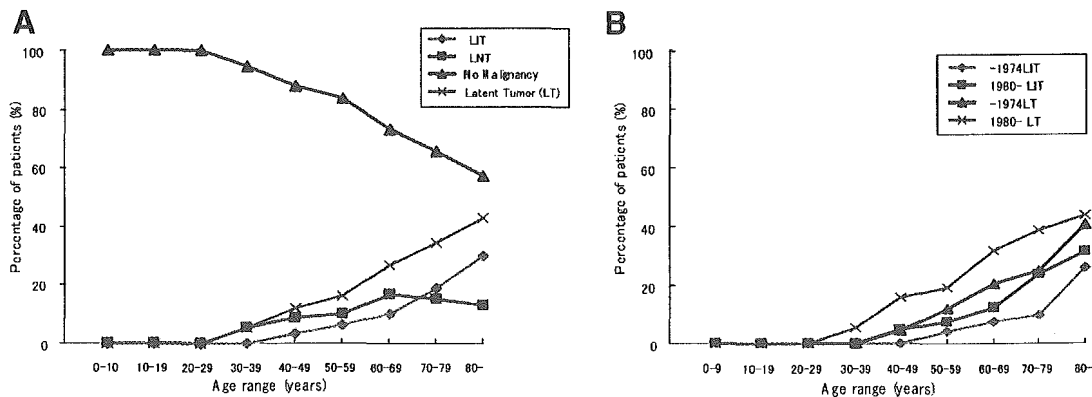 A
LIT
LNT
No Malignancy
Latent Tumor (LT)
Percentage of patients (%)
100
80
60
40
20
0
0-10 10-19 20-29 30-39 40-49 50-59 60-69 70-79 80-
Age range (years)
B
-1974LIT
1980- LIT
-1974LT
1980- LT
Percentage of patients (%)
100
80
60
40
20
0
0-9 10-19 20-29 30-39 40-49 50-59 60-69 70-79 80-
Age range (years)